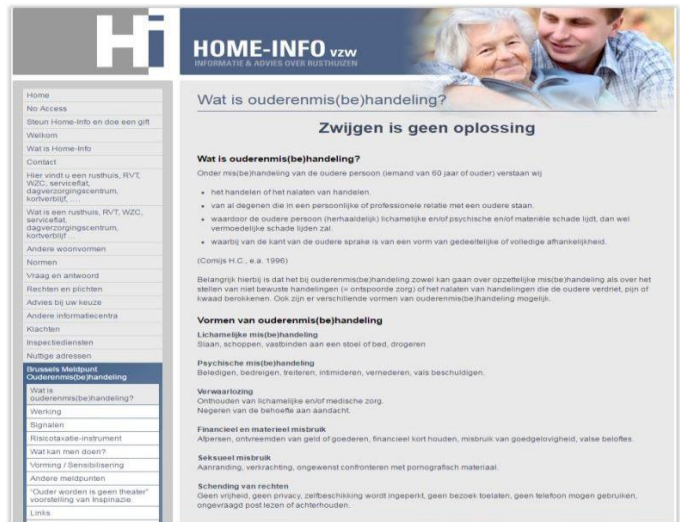 Hi
HOME-INFO vzw
INFORMATIE & ADVIES OVER RUSTHUIZEN
Home
No Access
Steun Home-Info en doe een gift
Welkom
Wat is Home-Info
Contact
Hier vindt u een rusthuis, RVT,
WZC, serviceflat,
dagverzorgingscentrum,
kortverblijf, ....
Wat is een rusthuis, RVT, WZC,
serviceflat,
dagverzorgingscentrum,
kortverblijf ...
Andere woonvormen
Normen
Vraag en antwoord
Rechten en plichten
Advies bij uw keuze
Andere informatiecentra
Klachten
Inspectiediensten
Nuttige adressen
Brussels Meldpunt
Ouderenmis(be)handeling
Wat is
ouderenmis(be)handeling?
Werking
Signalen
Risicotaxatie-instrument
Wat kan men doen?
Vorming / Sensibilisering
Andere meldpunten
"Ouder worden is geen theater"
voorstelling van Inspinazie
Links
Wat is ouderenmis(be)handeling?
Zwijgen is geen oplossing
Wat is ouderenmis(be)handeling?
Onder mis(be)handeling van de oudere persoon (iemand van 60 jaar of ouder) verstaan wij
• het handelen of het nalaten van handelen.
• van al degenen die in een persoonlijke of professionele relatie met een oudere staan.
• waardoor de oudere persoon (herhaaldelijk) lichamelijke en/of psychische en/of materiële schade lijdt, dan wel
vermoedelijke schade lijden zal.
• waarbij van de kant van de oudere sprake is van een vorm van gedeeltelijke of volledige afhankelijkheid.
(Comijs H.C., e.a. 1996)
Belangrijk hierbij is dat het bij ouderenmis(be)handeling zowel kan gaan over opzettelijke mis(be)handeling als over het
stellen van niet bewuste handelingen (= ontspoorde zorg) of het nalaten van handelingen die de oudere verdriet, pijn of
kwaad berokkenen. Ook zijn er verschillende vormen van ouderenmis(be)handeling mogelijk.
Vormen van ouderenmis(be)handeling
Lichamelijke mis(be)handeling
Slaan, schoppen, vastbinden aan een stoel of bed, drogeren
Psychische mis(be)handeling
Beledigen, bedreigen, treiteren, intimideren, vernederen, vals beschuldigen.
Verwaarlozing
Onthouden van lichamelijke en/of medische zorg.
Negeren van de behoefte aan aandacht.
Financieel en materieel misbruik
Afpersen, ontvreemden van geld of goederen, financieel kort houden, misbruik van goedgelovigheid, valse beloftes.
Seksueel misbruik
Aanranding, verkrachting, ongewenst confronteren met pornografisch materiaal.
Schending van rechten
Geen vrijheid, geen privacy, zelfbeschikking wordt ingeperkt, geen bezoek toelaten, geen telefoon mogen gebruiken,
ongevraagd post lezen of achterhouden.